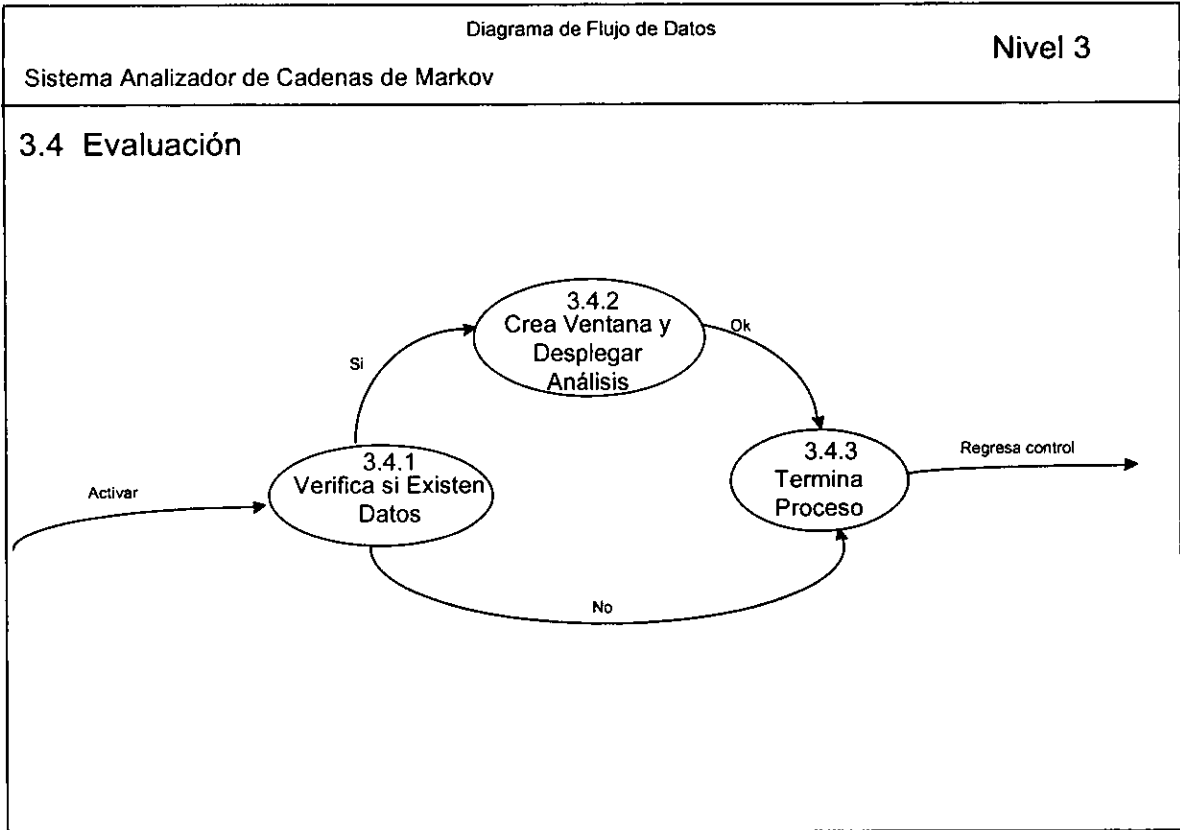 Diagrama de Flujo de Datos
Nivel 3
Sistema Analizador de Cadenas de Markov
3.4 Evaluación
3.4.2
Crea Ventana y
Desplegar
Análisis
Ok
Si
3.4.1
Verifica si Existen
Datos
3.4.3
Termina
Proceso
Regresa control
Activar
No